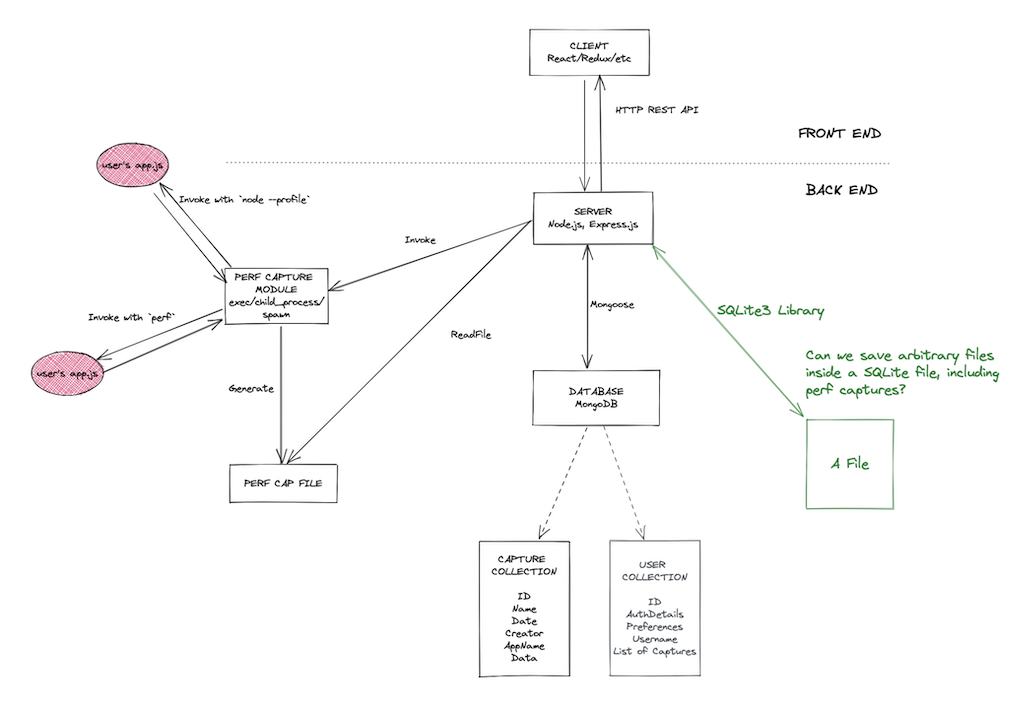 CLIENT
React/Redux/etc
HTTP REST API
FRONT END
BACK END
user's app.js
Invoke with `node --profile`
SERVER
Node.js, Express.js
Invoke
PERF CAPTURE
MODULE
exec/child_process/
spawn
Invoke with `perf`
user's app.js
Mongoose
SQLite3 Library
ReadFile
Can we save arbitrary files
inside a SQLite file, including
perf captures?
Generate
DATABASE
MongoDB
A File
PERF CAP FILE
CAPTURE
COLLECTION
ID
Name
Date
Creator
AppName
Data
USER
COLLECTION
ID
AuthDetails
Preferences
Username
List of Captures